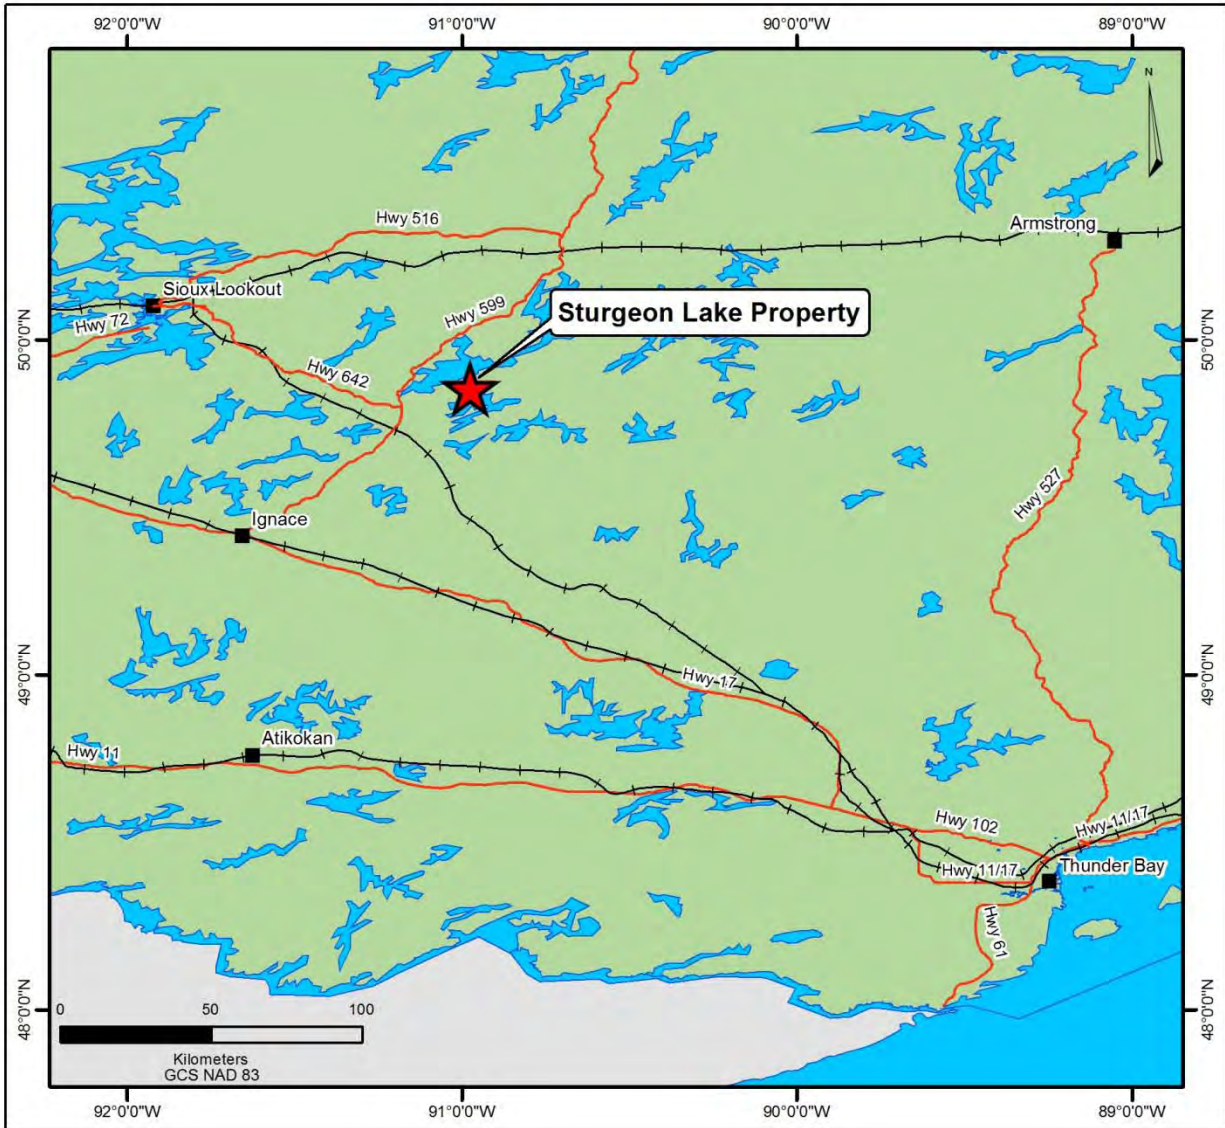 92°0'0"W
91°0'0"W
90°0'0"W
89°0'0"W
N
Armstrong
Hwy 516
Sioux Lookout
Hwy 72
Hwy 599
Sturgeon Lake Property
50°0'0"N
50°0'0"N
Hwy 642
Hwy 527
Ignace
49°0'0"N
49°0'0"N
Hwy 17
Atikokan
Hwy 11
Hwy 102
Hwy 11/17
Hwy 11/17
Thunder Bay
Hwy 61
48°0'0"N
48°0'0"N
0
50
100
Kilometers
GCS NAD 83
92°0'0"W
91°0'0"W
90°0'0"W
89°0'0"W